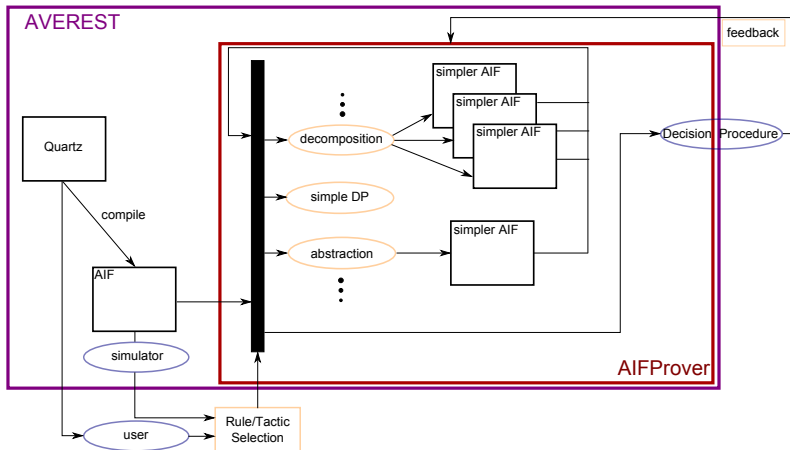 AVEREST
feedback
simpler AIF
simpler AIF
simpler AIF
decomposition
Decision Procedure
Quartz
simple DP
compile
simpler AIF
abstraction
AIF
simulator
AIFProver
Rule/Tactic
Selection
user